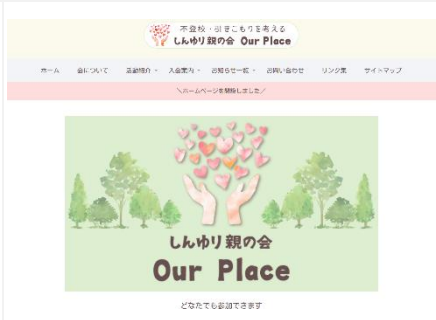 不登校・引きこもりを考える
しんゆり親の会 Our Place
ホーム 会について 活動紹介 入会案内 お知らせ一覧 お問い合わせ リンク集 サイトマップ
＼ホームページを開設しました／
しんゆり親の会
Our Place
どなたでも参加できます